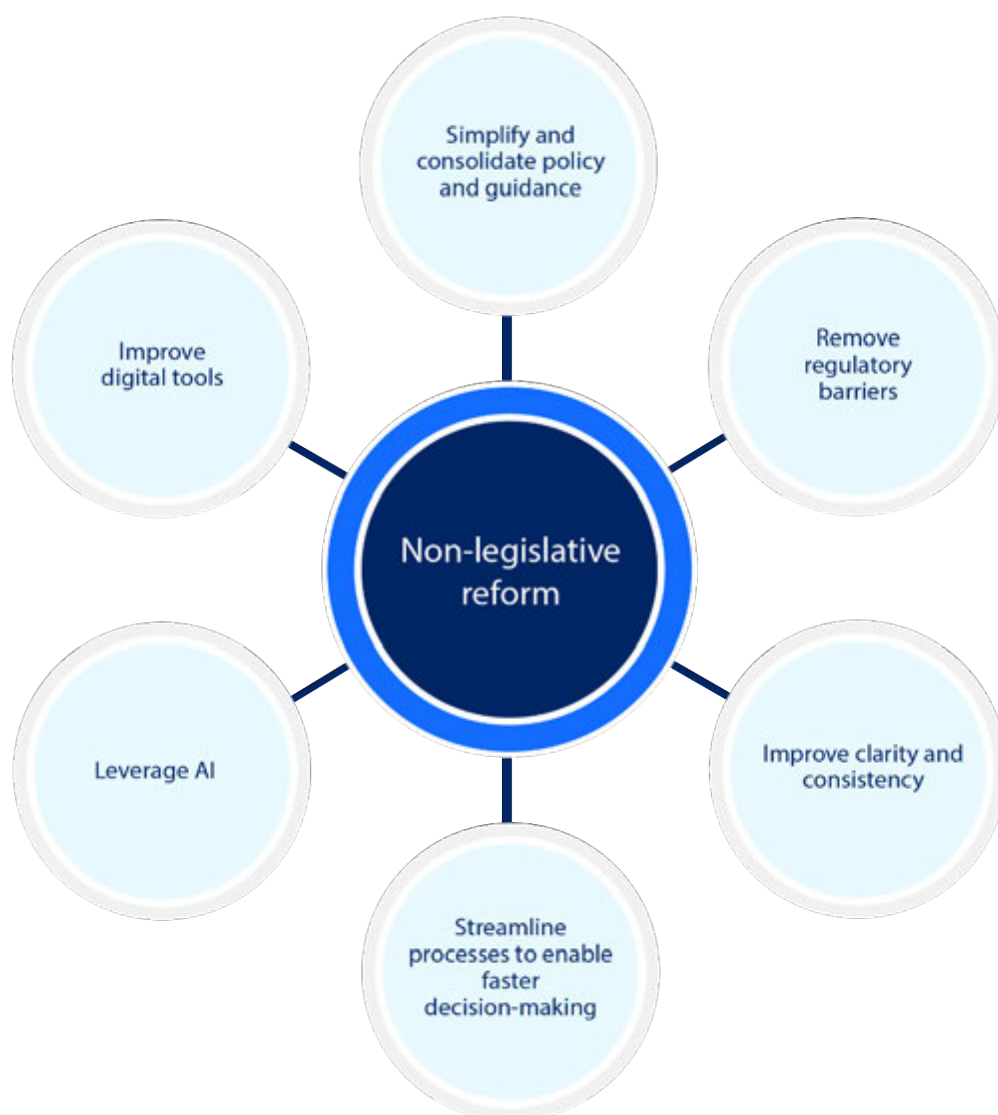 Simplify and
consolidate policy
and guidance
Improve
digital tools
Remove
regulatory
barriers
Non-legislative
reform
Leverage AI
Improve clarity and
consistency
Streamline
processes to enable
faster
decision-making